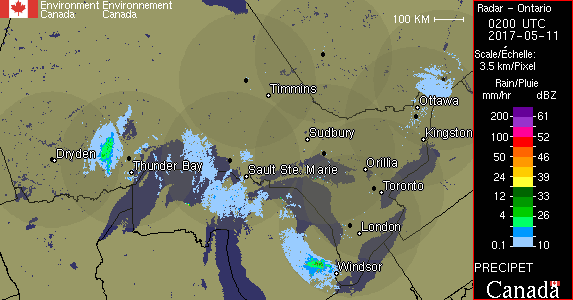 Environment Environnement
Canada Canada
100 KM
Timmins
Ottawa
Sudbury
Kingston
Dryden
Thunder Bay
Sault Ste. Marie
Orillia
Toronto
London
Windsor
Radar - Ontario
0200 UTC
2017-05-11
Scale/Échelle:
3.5 km/Pixel
Rain/Pluie
mm/hr dBZ
200 61
100 52
50 46
24 39
12 33
4 26
0.1 10
PRECIPET
Canada